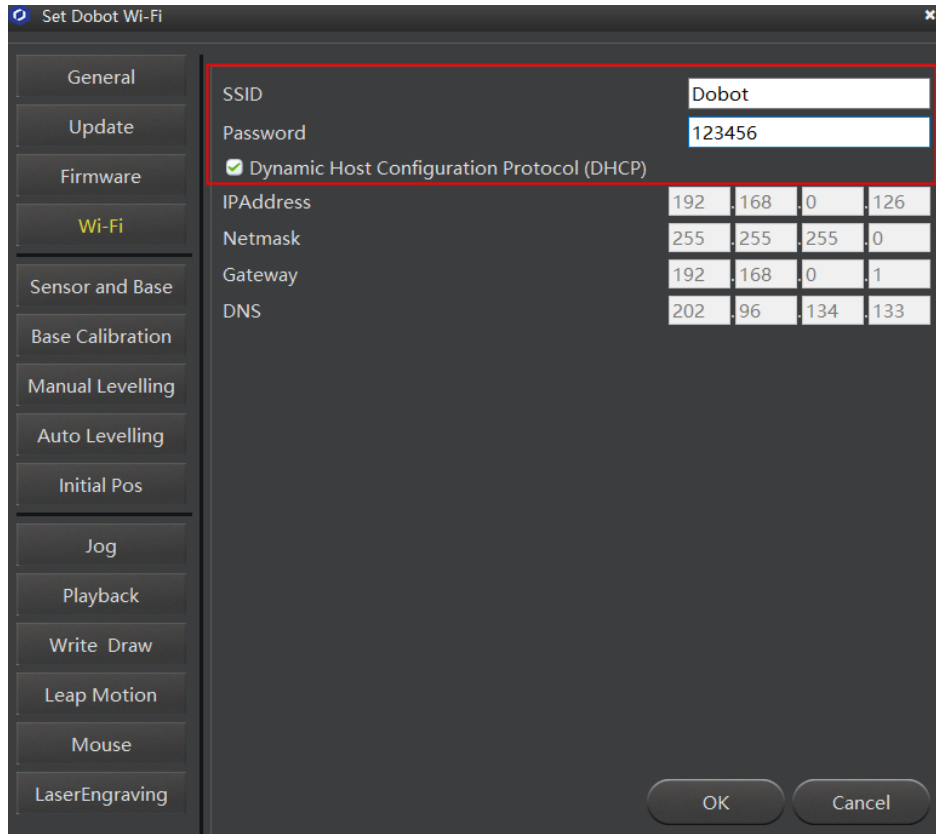 Set Dobot Wi-Fi
General
Update
Firmware
Wi-Fi
Sensor and Base
Base Calibration
Manual Levelling
Auto Levelling
Initial Pos
Jog
Playback
Write Draw
Leap Motion
Mouse
LaserEngraving
SSID Dobot
Password 123456
Dynamic Host Configuration Protocol (DHCP)
IPAddress 192 .168 .0 .126
Netmask 255 .255 .255 .0
Gateway 192 .168 .0 .1
DNS 202 .96 .134 .133
OK Cancel